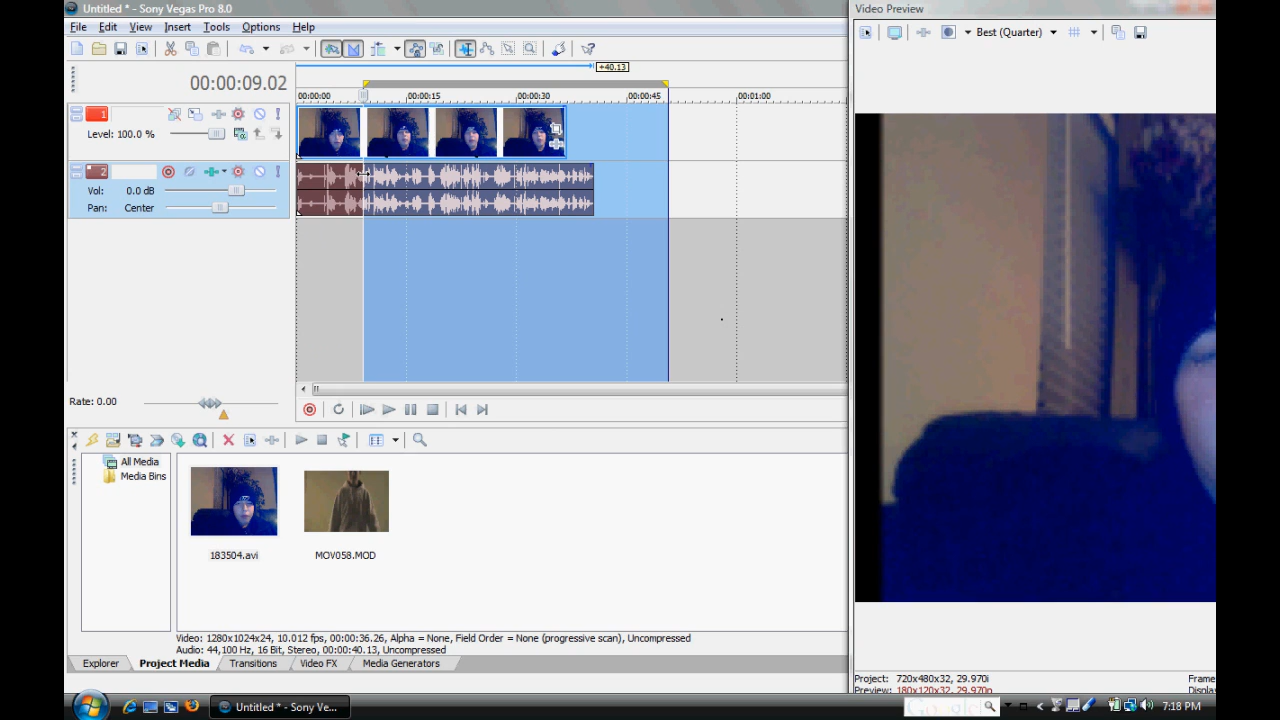 Untitled * - Sony Vegas Pro 8.0
Video Preview
File Edit View Insert Tools Options Help
Best (Quarter)
+40.13
00:00:09.02
00:00:00 00:00:15 00:00:30 00:00:45 00:01:00
1
Level: 100.0 %
2
Vol: 0.0 dB
Pan: Center
Rate: 0.00
All Media
Media Bins
183504.avi MOV058.MOD
Video: 1280x1024x24, 10.012 fps, 00:00:36.26, Alpha = None, Field Order = None (progressive scan), Uncompressed
Audio: 44,100 Hz, 16 Bit, Stereo, 00:00:40.13, Uncompressed
Explorer Project Media Transitions Video FX Media Generators
Project: 720x480x32, 29.970i Frame
Preview: 180x120x32, 29.970p Displa
Untitled * - Sony Ve...
Google
7:18 PM